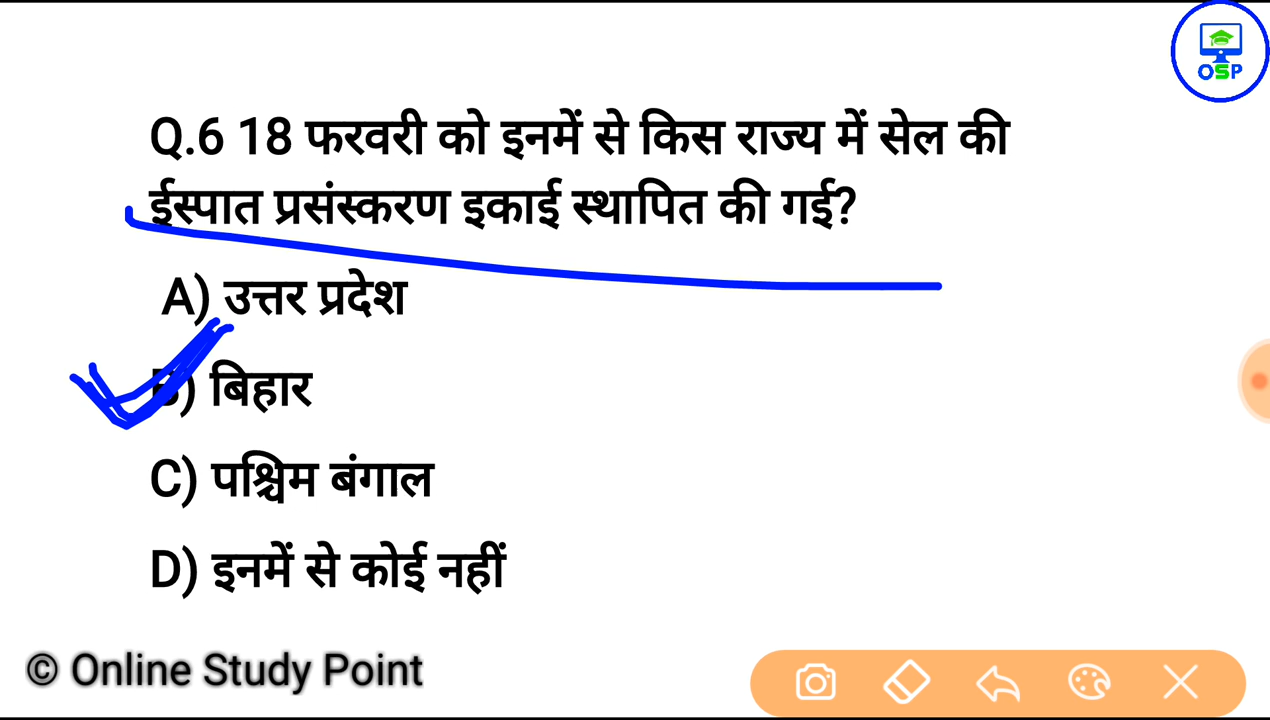 OSP
Q.6 18 फरवरी को इनमें से किस राज्य में सेल की
ईस्पात प्रसंस्करण इकाई स्थापित की गई?
A) उत्तर प्रदेश
B) बिहार
C) पश्चिम बंगाल
D) इनमें से कोई नहीं
© Online Study Point